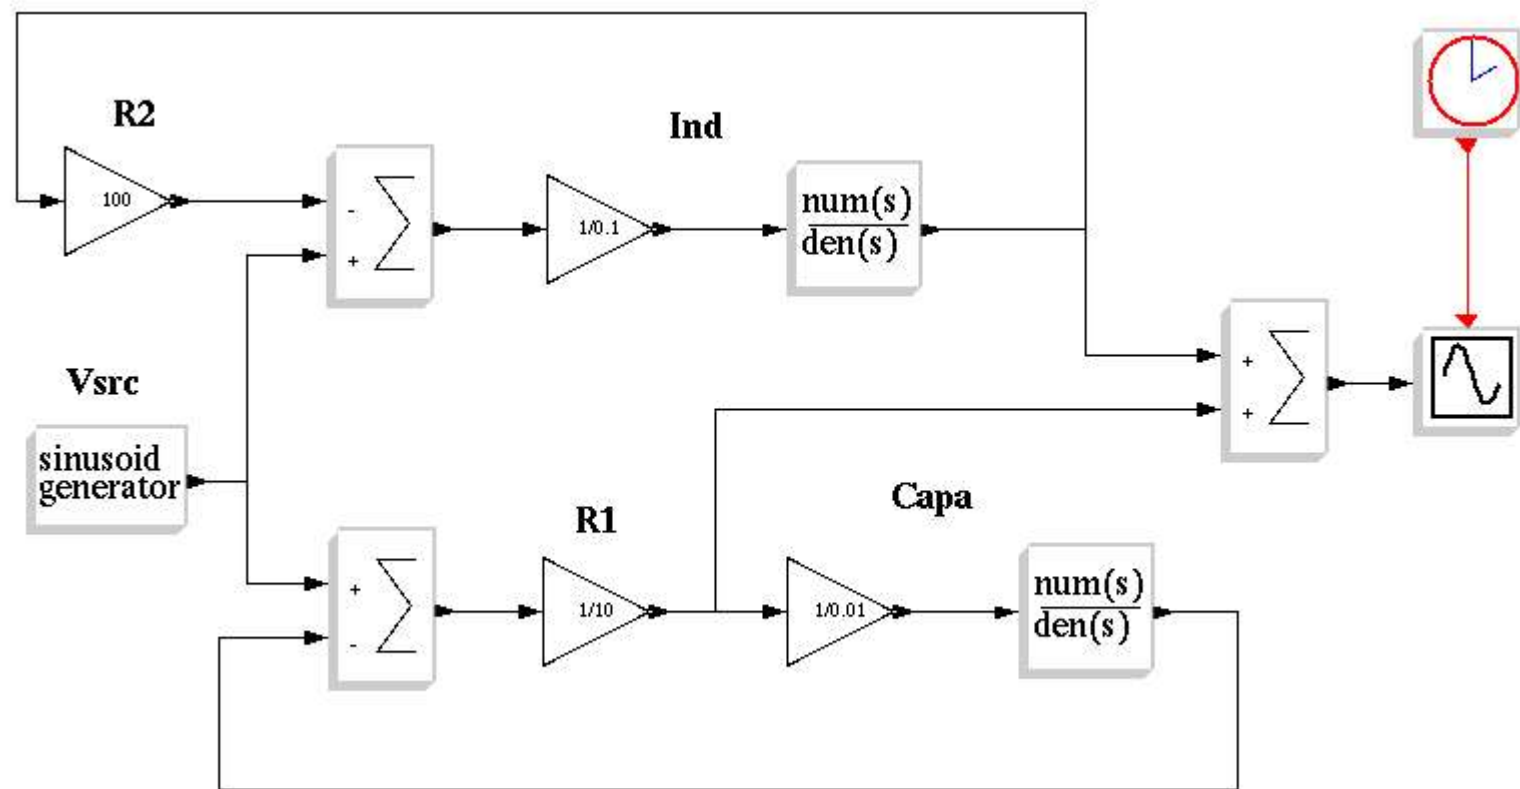 R2
Ind
100
-
+
1/0.1
num(s)
den(s)
Vsrc
+
+
sinusoid
generator
R1
Capa
+
-
1/10
1/0.01
num(s)
den(s)